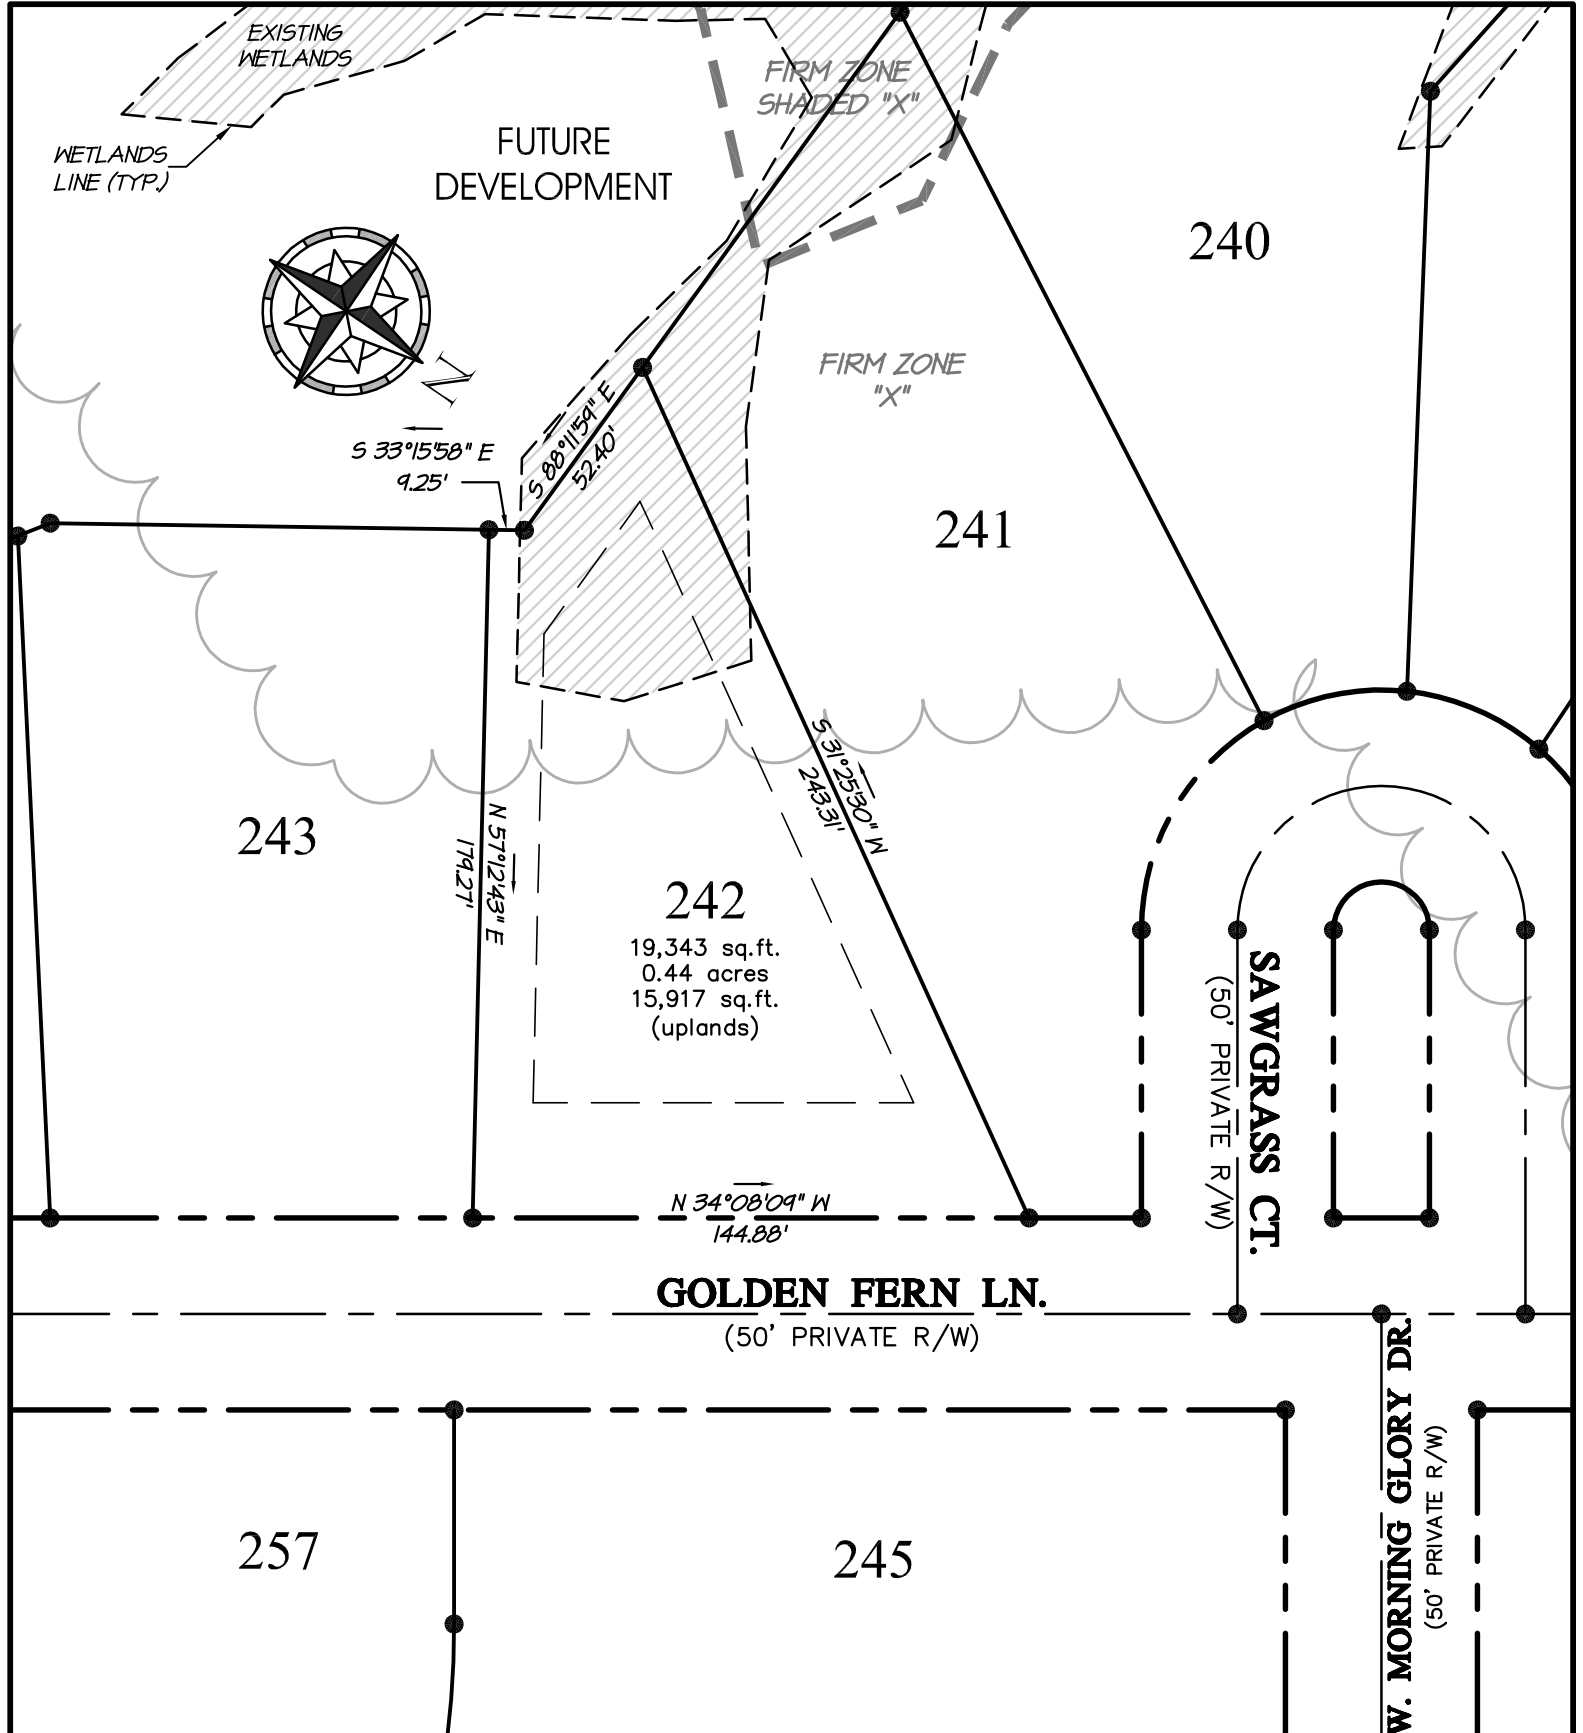 EXISTING
WETLANDS
FIRM ZONE
SHADED "X"
WETLANDS
LINE (TYP.)
FUTURE
DEVELOPMENT
240
N
FIRM ZONE
"X"
S 33°15'58" E
9.25'
S 88°11'59" E
52.40'
241
243
N 57°12'43" E
179.27'
S 31°25'30" W
243.31'
242
19,343 sq.ft.
0.44 acres
15,917 sq.ft.
(uplands)
SAWGRASS CT.
(50' PRIVATE R/W)
N 34°08'09" W
144.88'
GOLDEN FERN LN.
(50' PRIVATE R/W)
W. MORNING GLORY DR.
(50' PRIVATE R/W)
257
245